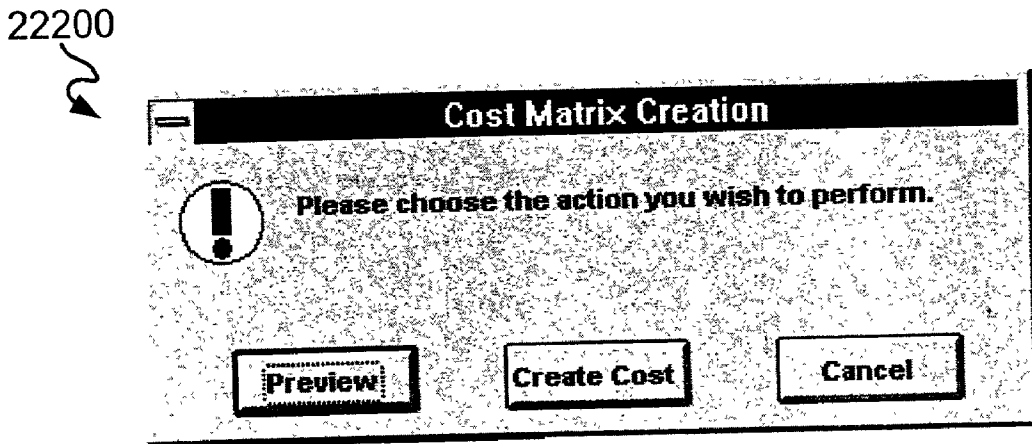 22200
Cost Matrix Creation
Please choose the action you wish to perform.
Preview Create Cost Cancel